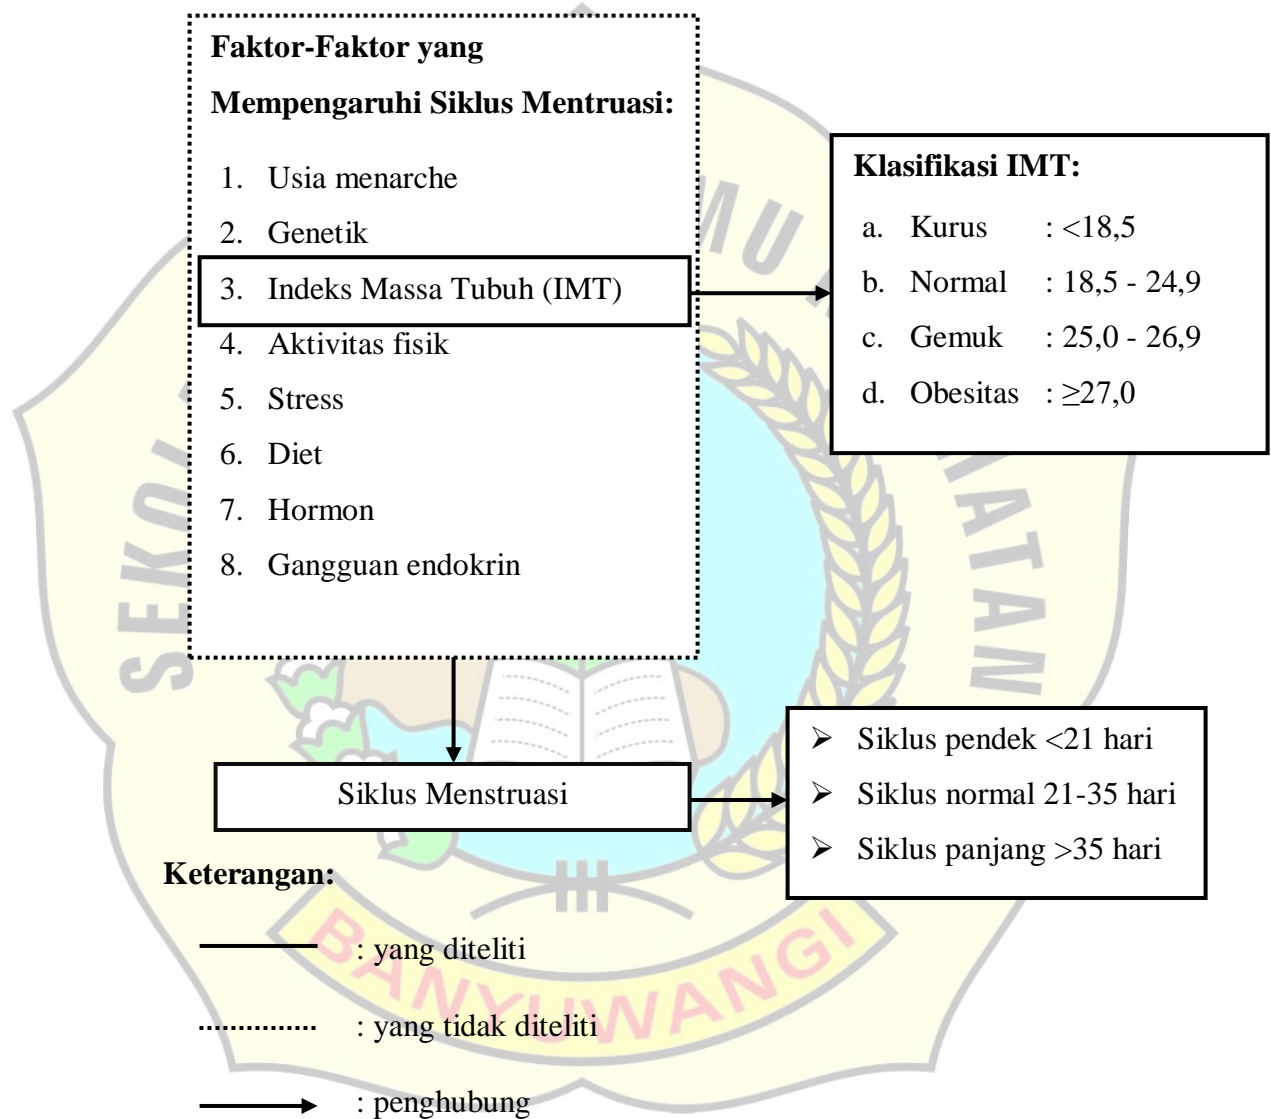 Faktor-Faktor yang
Mempengaruhi Siklus Mentruasi:
1. Usia menarche
2. Genetik
3. Indeks Massa Tubuh (IMT)
4. Aktivitas fisik
5. Stress
6. Diet
7. Hormon
8. Gangguan endokrin
Klasifikasi IMT:
a. Kurus : <18,5
b. Normal : 18,5 - 24,9
c. Gemuk : 25,0 - 26,9
d. Obesitas : ≥27,0
Siklus Menstruasi
➢ Siklus pendek <21 hari
➢ Siklus normal 21-35 hari
➢ Siklus panjang >35 hari
Keterangan:
: yang diteliti
: yang tidak diteliti
: penghubung
BANYUWANGI